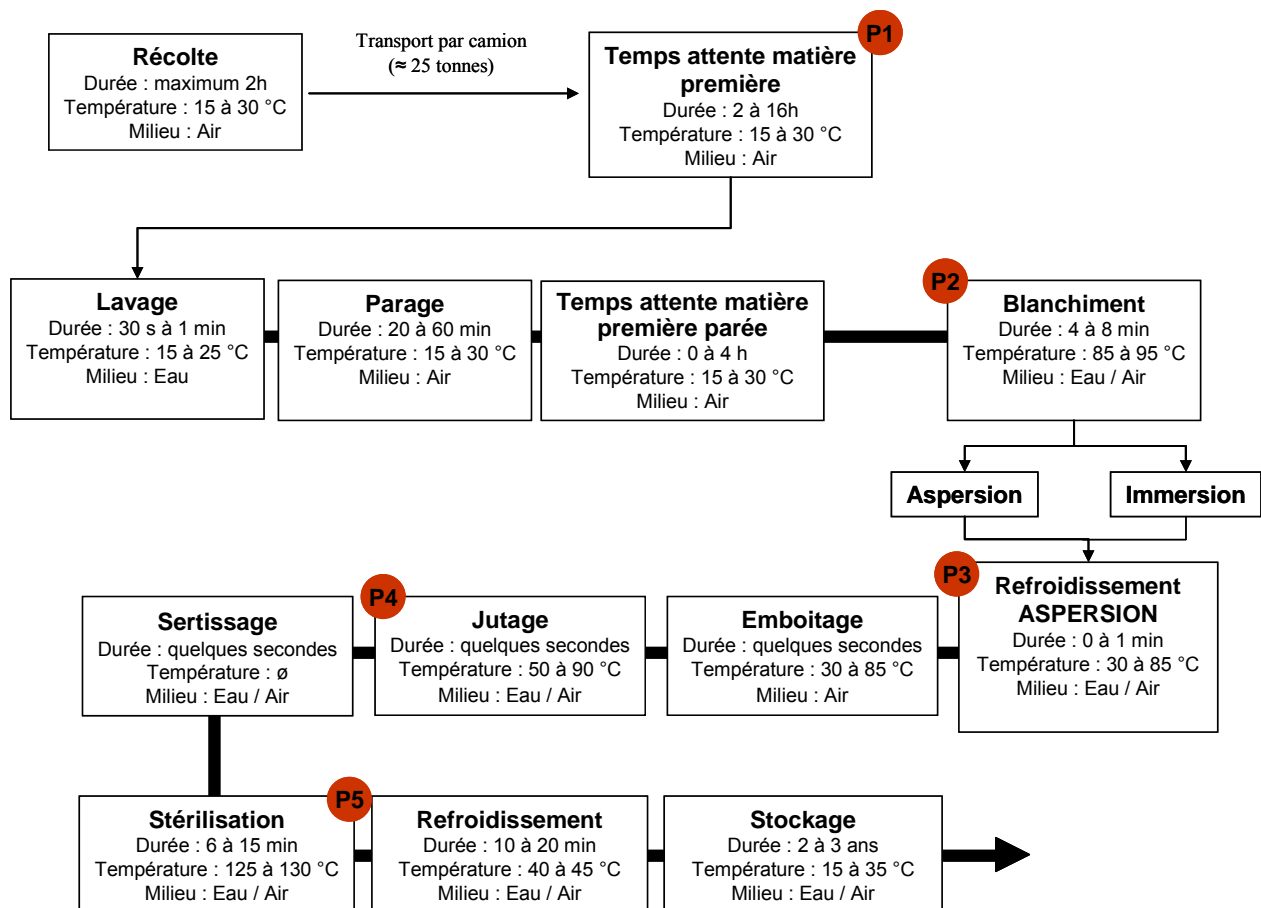 Récolte
Durée : maximum 2h
Température : 15 à 30 °C
Milieu : Air
Transport par camion
(≈ 25 tonnes)
P1
Temps attente matière
première
Durée : 2 à 16h
Température : 15 à 30 °C
Milieu : Air
Lavage
Durée : 30 s à 1 min
Température : 15 à 25 °C
Milieu : Eau
Parage
Durée : 20 à 60 min
Température : 15 à 30 °C
Milieu : Air
Temps attente matière
première parée
Durée : 0 à 4 h
Température : 15 à 30 °C
Milieu : Air
P2
Blanchiment
Durée : 4 à 8 min
Température : 85 à 95 °C
Milieu : Eau / Air
Aspersion
Immersion
P3
Refroidissement
ASPERSION
Durée : 0 à 1 min
Température : 30 à 85 °C
Milieu : Eau / Air
Emboitage
Durée : quelques secondes
Température : 30 à 85 °C
Milieu : Air
P4
Jutage
Durée : quelques secondes
Température : 50 à 90 °C
Milieu : Eau / Air
Sertissage
Durée : quelques secondes
Température : ø
Milieu : Eau / Air
Stérilisation
Durée : 6 à 15 min
Température : 125 à 130 °C
Milieu : Eau / Air
P5
Refroidissement
Durée : 10 à 20 min
Température : 40 à 45 °C
Milieu : Eau / Air
Stockage
Durée : 2 à 3 ans
Température : 15 à 35 °C
Milieu : Eau / Air